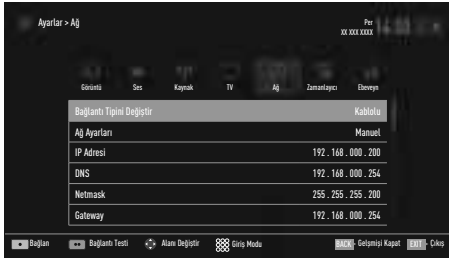 Ayarlar > Ağ
Per
XX XXX XXXX
Görüntü Ses Kaynak TV Ağ Zamanlayıcı Ebeveyn
Bağlantı Tipini Değiştir Kablolu
Ağ Ayarları Manuel
IP Adresi 192 . 168 . 000 . 200
DNS 192 . 168 . 000 . 254
Netmask 255 . 255 . 255 . 200
Gateway 192 . 168 . 000 . 254
Bağlan Bağlantı Testi Alanı Değiştir Giriş Modu BACK - Gelşmişi Kapat EXIT - Çıkış